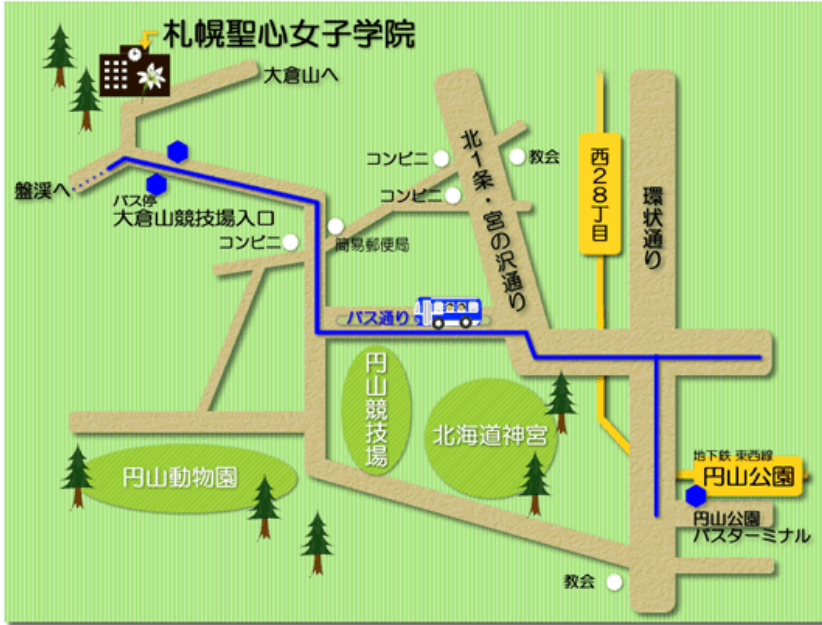 札幌聖心女子学院
大倉山へ
コンビニ
教会
コンビニ
北1条・宮の沢通り
西28丁目
環状通り
盤渓へ
バス停
大倉山競技場入口
コンビニ
簡易郵便局
バス通り
円山競技場
北海道神宮
円山動物園
地下鉄 東西線
円山公園
円山公園
バスターミナル
教会